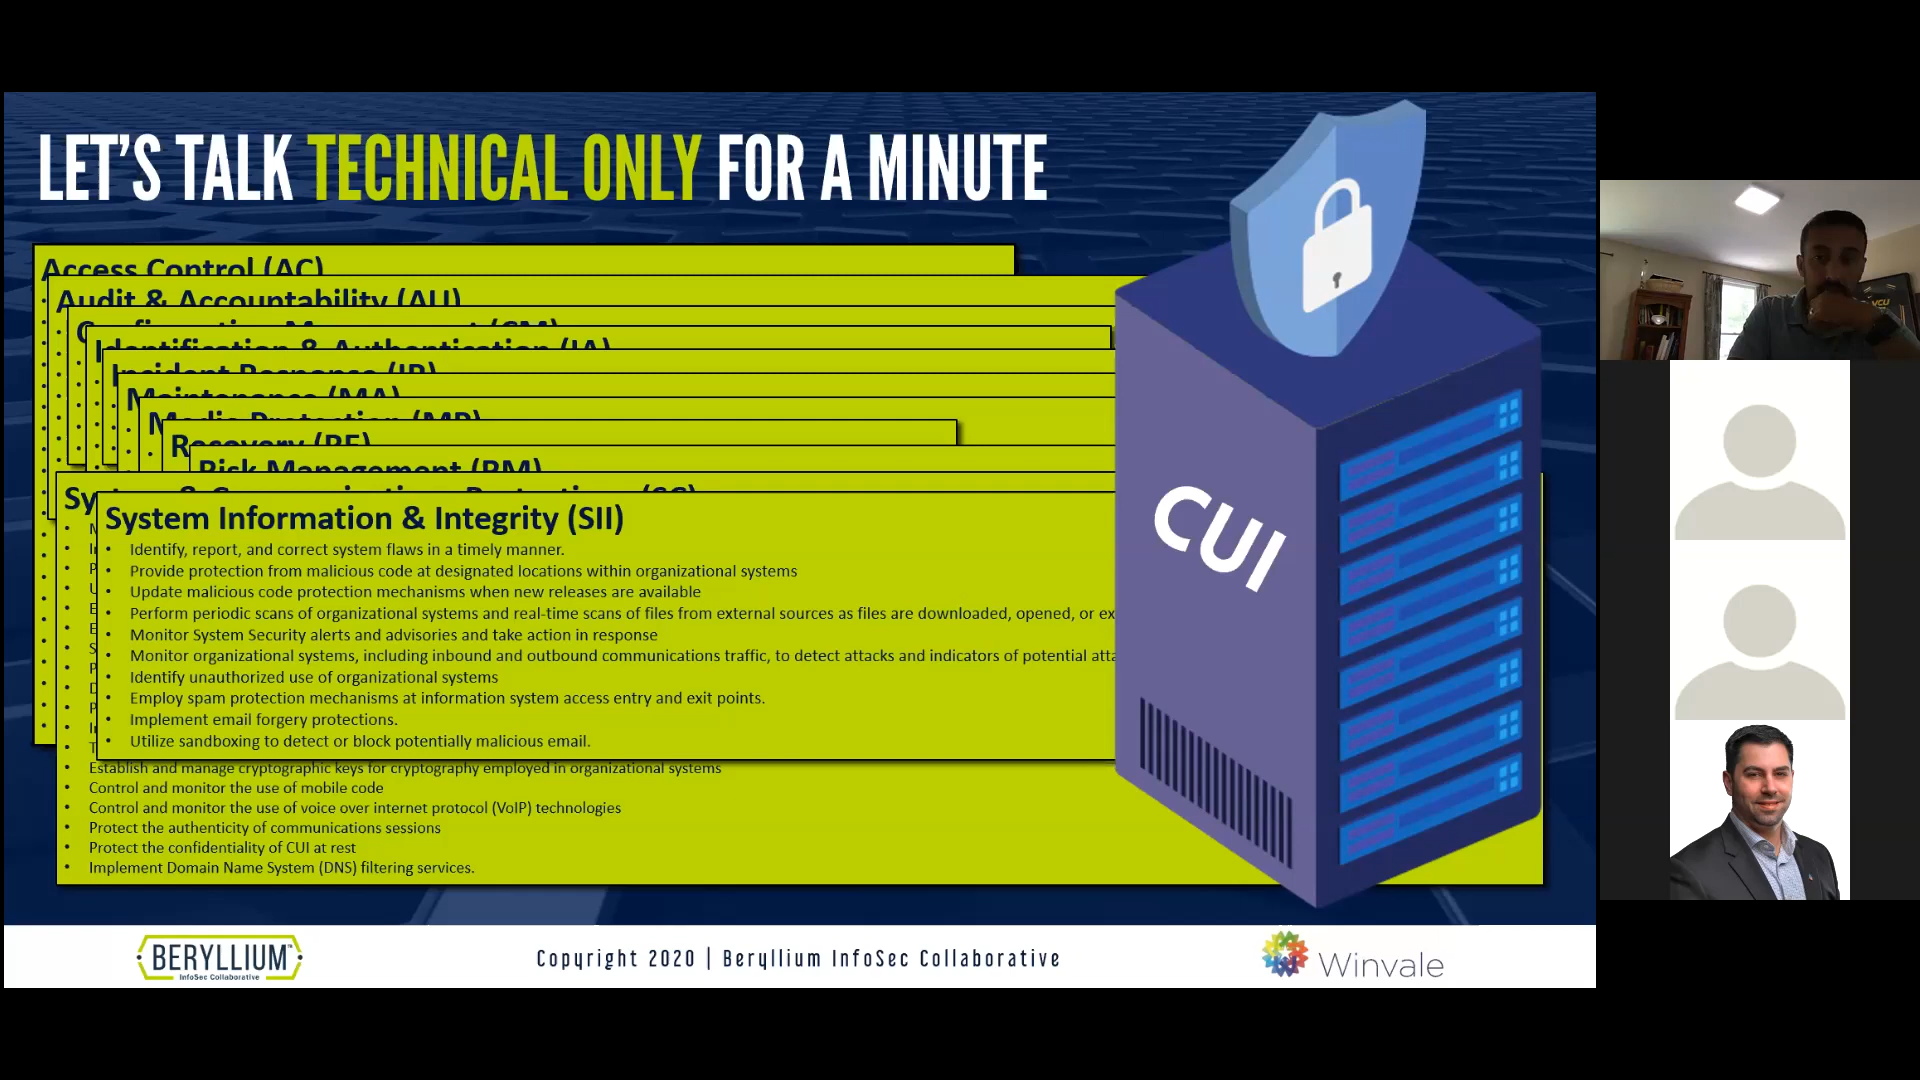 LET'S TALK TECHNICAL ONLY FOR A MINUTE
Access Control (AC)
Audit & Accountability (AU)
Identification & Authentication (IA)
Incident Response (IR)
Maintenance (MA)
Media Protection (MP)
Recovery (RE)
Risk Management (RM)
System Information & Integrity (SII)
• Identify, report, and correct system flaws in a timely manner.
• Provide protection from malicious code at designated locations within organizational systems
• Update malicious code protection mechanisms when new releases are available
• Perform periodic scans of organizational systems and real-time scans of files from external sources as files are downloaded, opened, or ex
• Monitor System Security alerts and advisories and take action in response
• Monitor organizational systems, including inbound and outbound communications traffic, to detect attacks and indicators of potential atta
• Identify unauthorized use of organizational systems
• Employ spam protection mechanisms at information system access entry and exit points.
• Implement email forgery protections.
• Utilize sandboxing to detect or block potentially malicious email.
• Establish and manage cryptographic keys for cryptography employed in organizational systems
• Control and monitor the use of mobile code
• Control and monitor the use of voice over internet protocol (VoIP) technologies
• Protect the authenticity of communications sessions
• Protect the confidentiality of CUI at rest
• Implement Domain Name System (DNS) filtering services.
CUI
VCU
BERYLLIUM™
InfoSec Collaborative
Copyright 2020 | Beryllium InfoSec Collaborative
Winvale